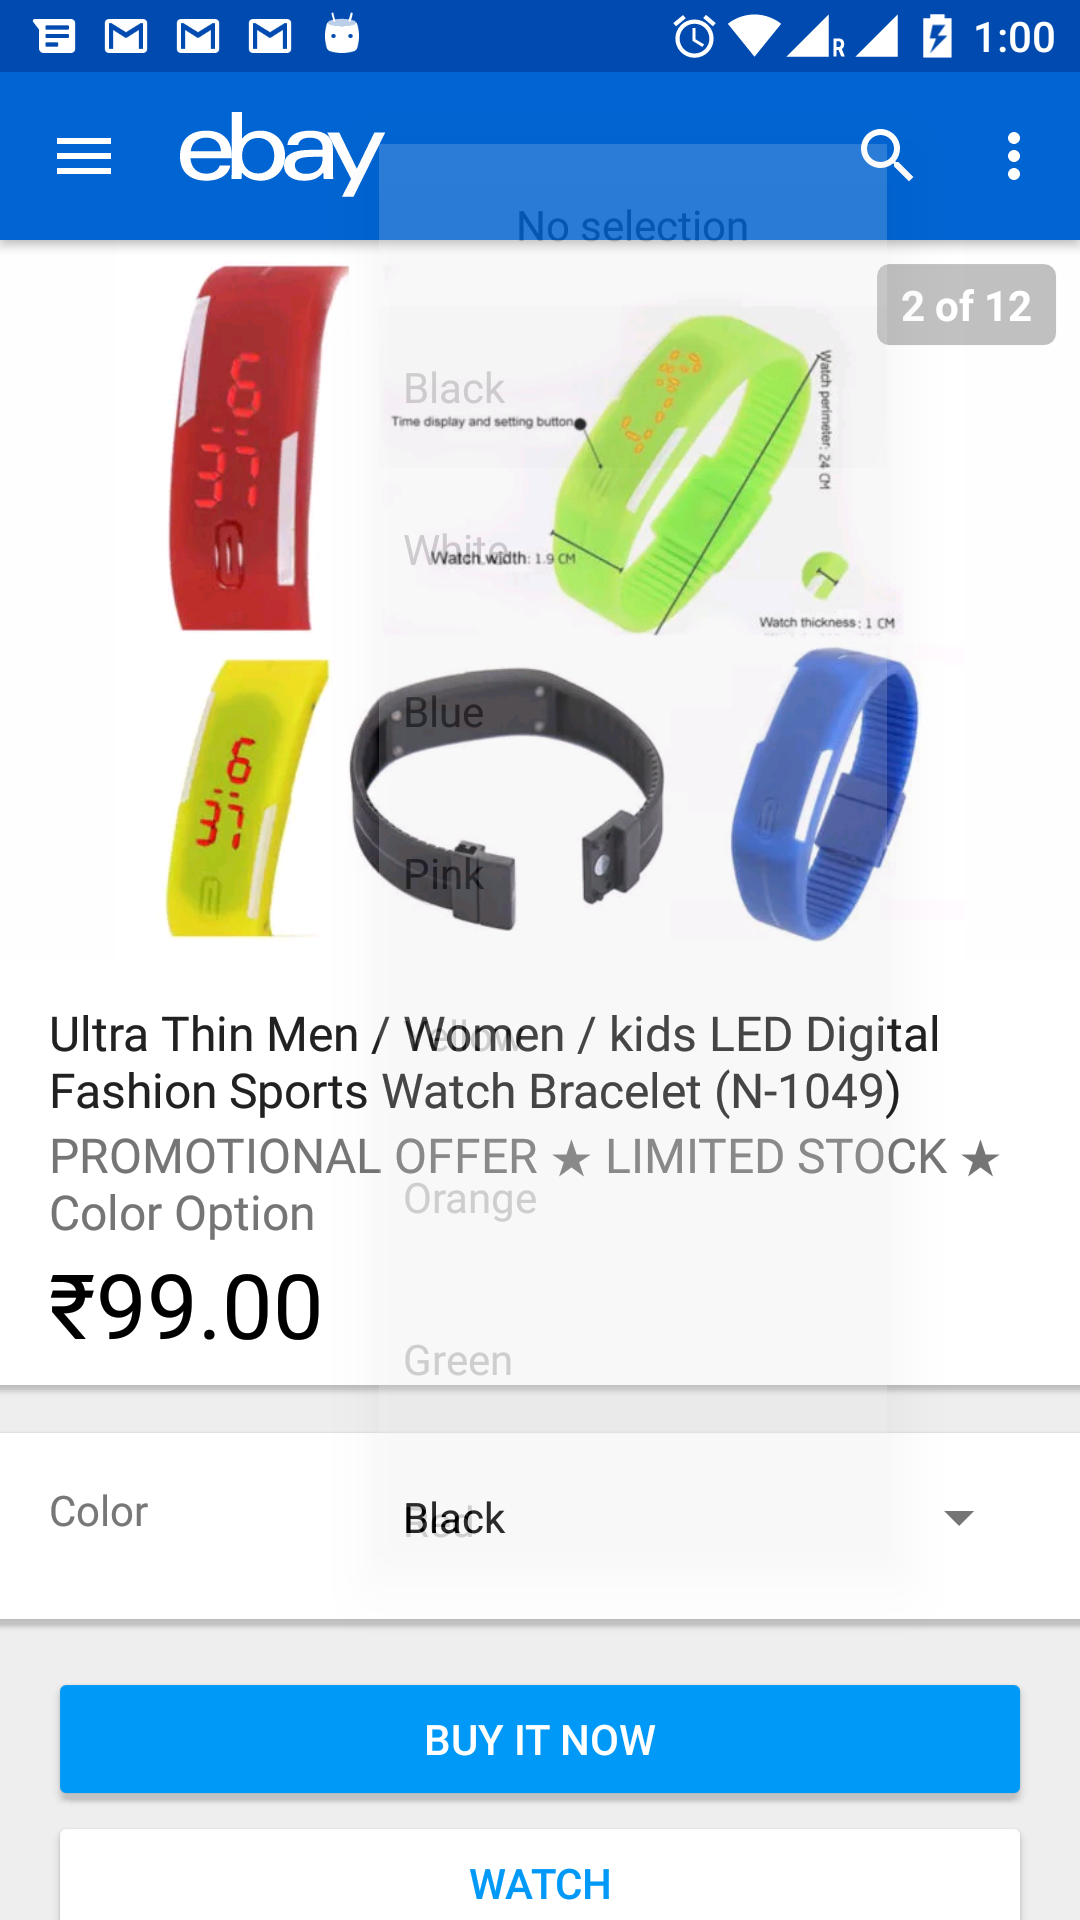 1:00
R
ebay
No selection
2 of 12
Black
Time display and setting button
Watch perimeter: 24 CM
White
Watch width: 1.9 CM
Watch thickness: 1 CM
Blue
Pink
Ultra Thin Men / Women / kids LED Digital
Yellow
Fashion Sports Watch Bracelet (N-1049)
PROMOTIONAL OFFER ★ LIMITED STOCK ★
Orange
Color Option
₹99.00
Green
Color
Black
Red
BUY IT NOW
WATCH